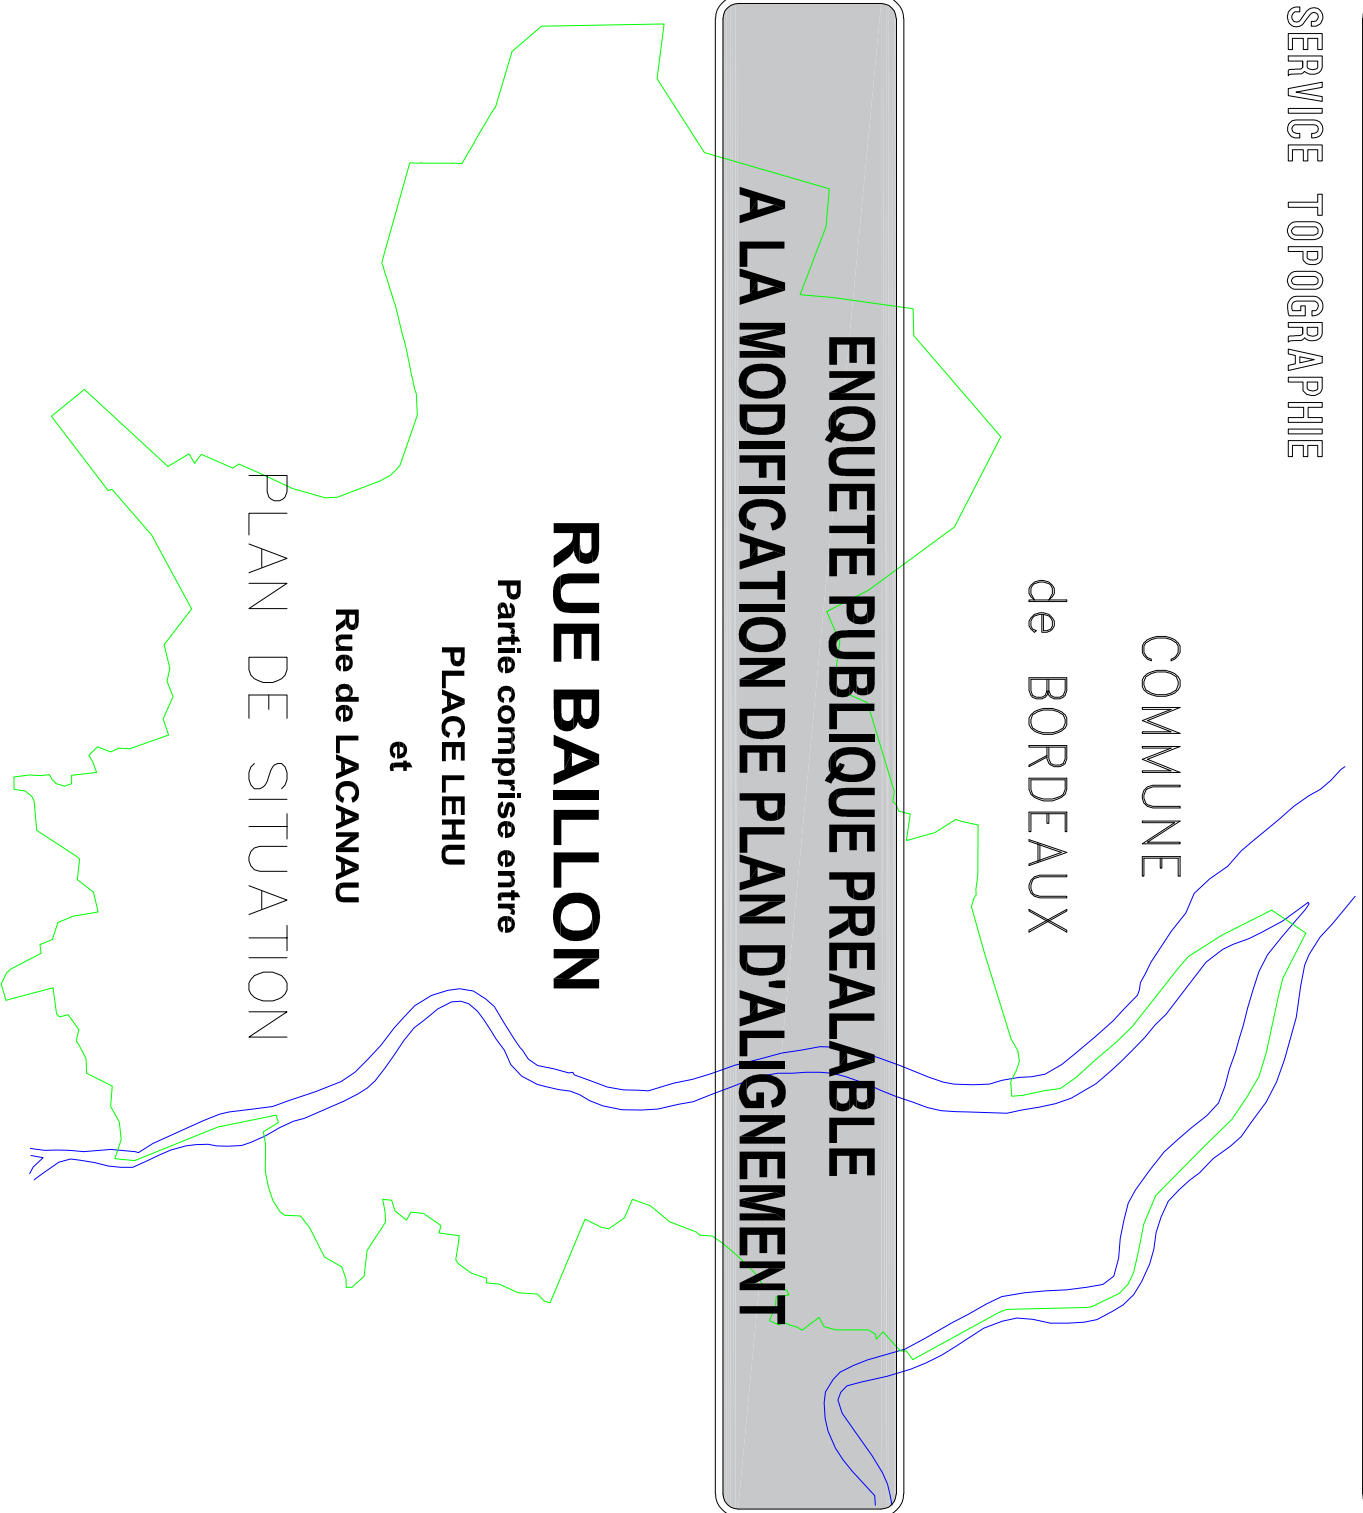 SERVICE TOPOGRAPHIE
COMMUNE
de BORDEAUX
ENQUETE PUBLIQUE PREALABLE
A LA MODIFICATION DE PLAN D'ALIGNEMENT
RUE BAILLON
Partie comprise entre
PLACE LEHU
et
Rue de LACANAU
PLAN DE SITUATION